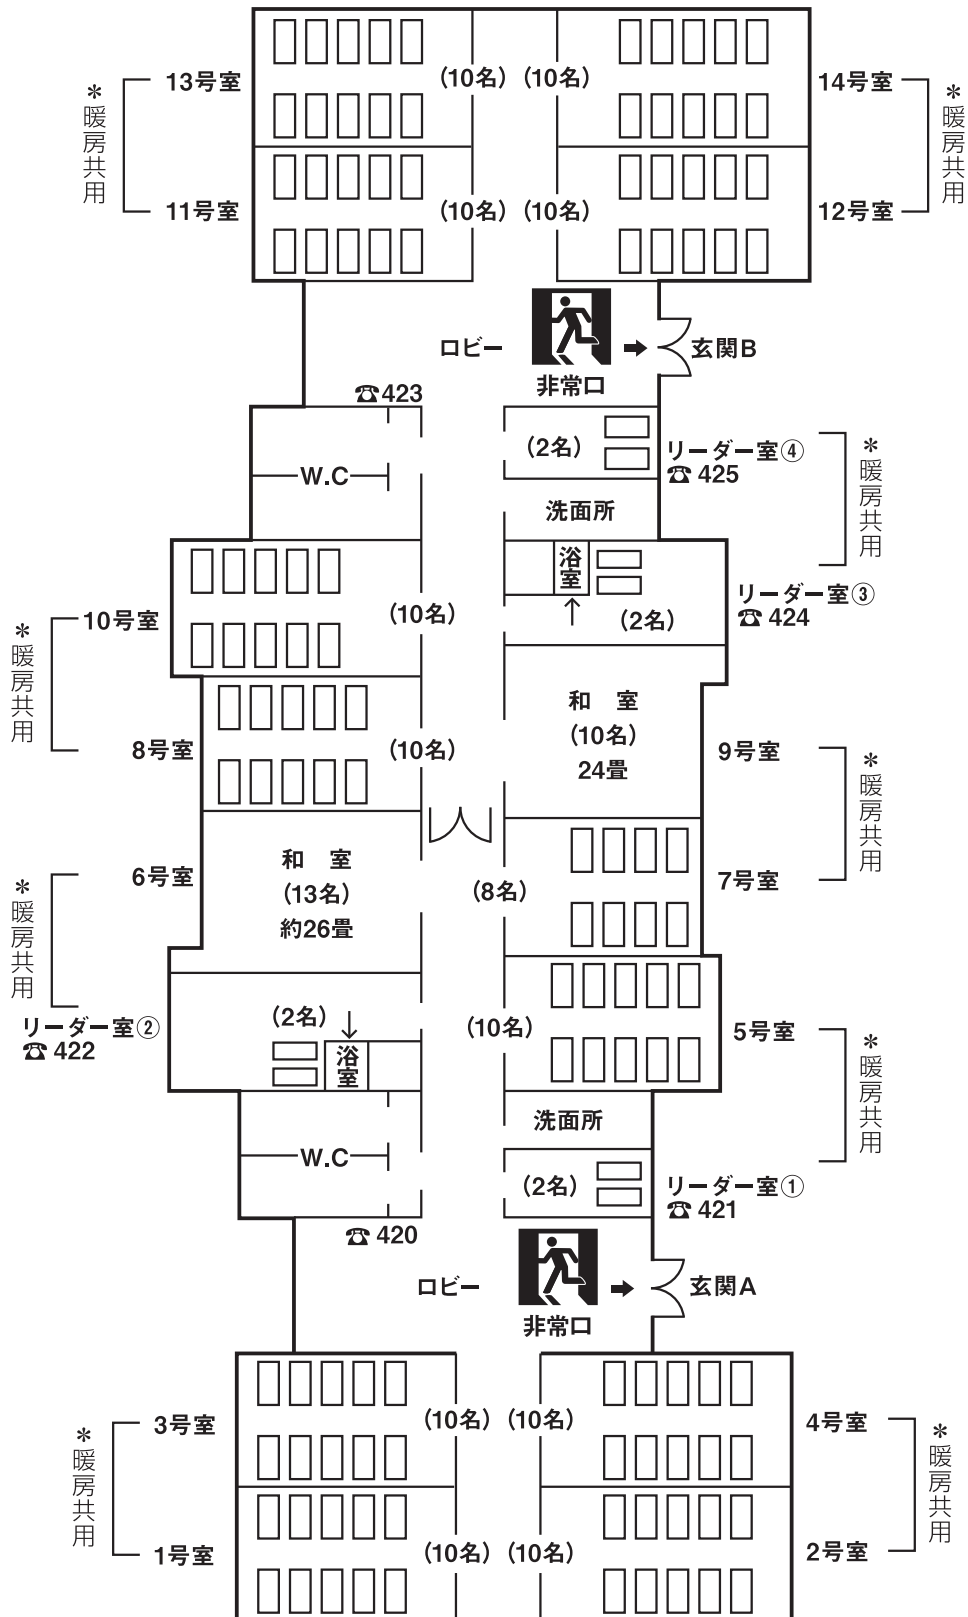 13号室
(10名)
(10名)
14号室
*暖房共用
*暖房共用
11号室
(10名)
(10名)
12号室
ロビー
非常口
玄関B
☎423
(2名)
リーダー室④
☎425
W.C
洗面所
*暖房共用
浴室
(2名)
リーダー室③
☎424
10号室
(10名)
*暖房共用
和 室
(10名)
24畳
8号室
(10名)
9号室
*暖房共用
6号室
和 室
(13名)
約26畳
(8名)
7号室
*暖房共用
リーダー室②
☎422
(2名)
浴室
(10名)
5号室
*暖房共用
W.C
洗面所
(2名)
リーダー室①
☎421
☎420
ロビー
非常口
玄関A
3号室
(10名)
(10名)
4号室
*暖房共用
*暖房共用
1号室
(10名)
(10名)
2号室